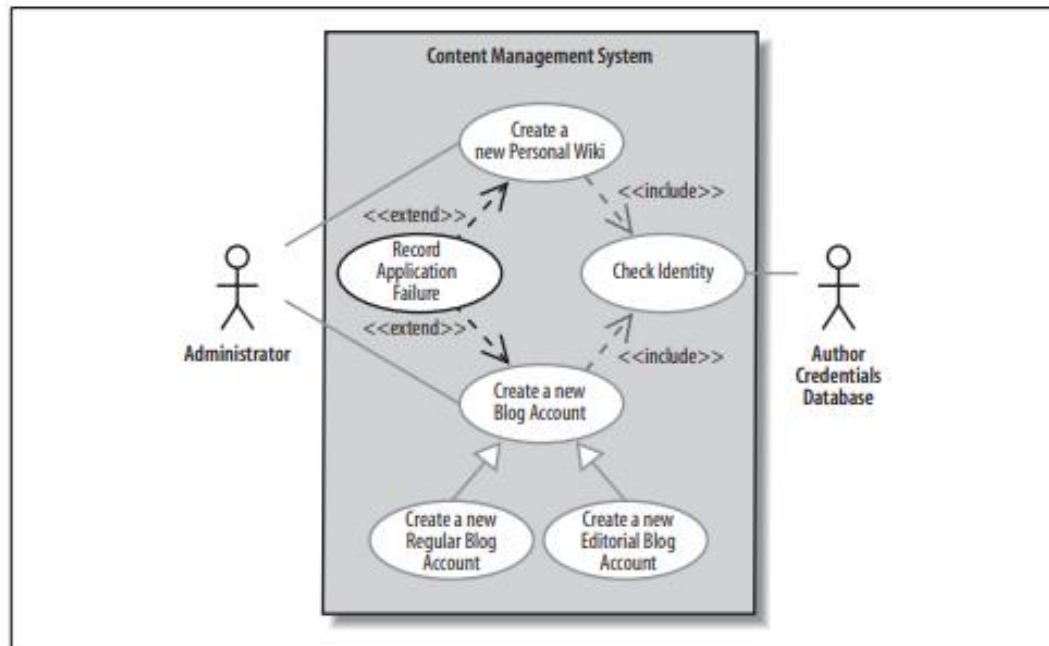 Content Management System
Create a
new Personal Wiki
<<include>>
<<extend>>
Record
Application
Failure
Check Identity
<<extend>>
<<include>>
Administrator
Author
Credentials
Database
Create a new
Blog Account
Create a new
Regular Blog
Account
Create a new
Editorial Blog
Account